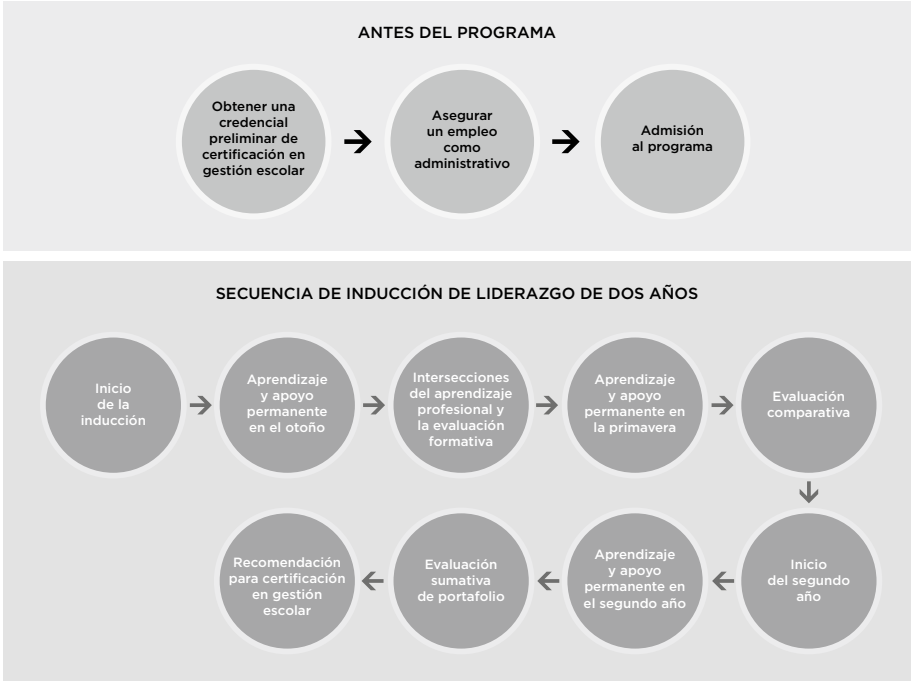 ANTES DEL PROGRAMA
Obtener una
credencial
preliminar de
certificación en
gestión escolar
Asegurar
un empleo
como
administrativo
Admisión
al programa
SECUENCIA DE INDUCCIÓN DE LIDERAZGO DE DOS AÑOS
Inicio
de la
inducción
Aprendizaje
y apoyo
permanente
en el otoño
Intersecciones
del aprendizaje
profesional y
la evaluación
formativa
Aprendizaje
y apoyo
permanente en
la primavera
Evaluación
comparativa
Inicio
del segundo
año
Aprendizaje
y apoyo
permanente en
el segundo año
Evaluación
sumativa
de portafolio
Recomendación
para certificación
en gestión
escolar